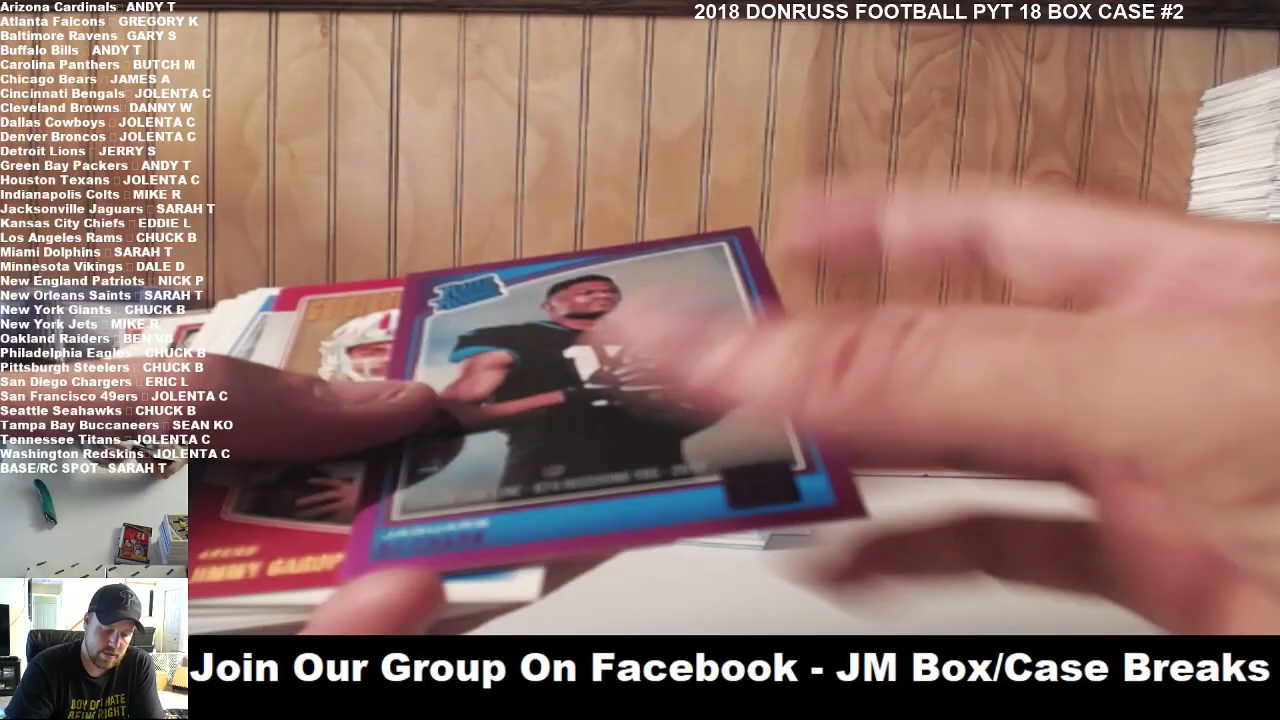 Arizona Cardinals ANDY T
Atlanta Falcons GREGORY K
Baltimore Ravens GARY S
Buffalo Bills ANDY T
Carolina Panthers BUTCH M
Chicago Bears JAMES A
Cincinnati Bengals JOLENTA C
Cleveland Browns DANNY W
Dallas Cowboys JOLENTA C
Denver Broncos JOLENTA C
Detroit Lions JERRY S
Green Bay Packers ANDY T
Houston Texans JOLENTA C
Indianapolis Colts MIKE R
Jacksonville Jaguars SARAH T
Kansas City Chiefs EDDIE L
Los Angeles Rams CHUCK B
Miami Dolphins SARAH T
Minnesota Vikings DALE D
New England Patriots NICK P
New Orleans Saints SARAH T
New York Giants CHUCK B
New York Jets MIKE R
Oakland Raiders BEN VB
Philadelphia Eagles CHUCK B
Pittsburgh Steelers CHUCK B
San Diego Chargers ERIC L
San Francisco 49ers JOLENTA C
Seattle Seahawks CHUCK B
Tampa Bay Buccaneers SEAN KO
Tennessee Titans JOLENTA C
Washington Redskins JOLENTA C
BASE/RC SPOT SARAH T
2018 DONRUSS FOOTBALL PYT 18 BOX CASE #2
JAGUARS
49ERS
JIMMY
Join Our Group On Facebook - JM Box/Case Breaks